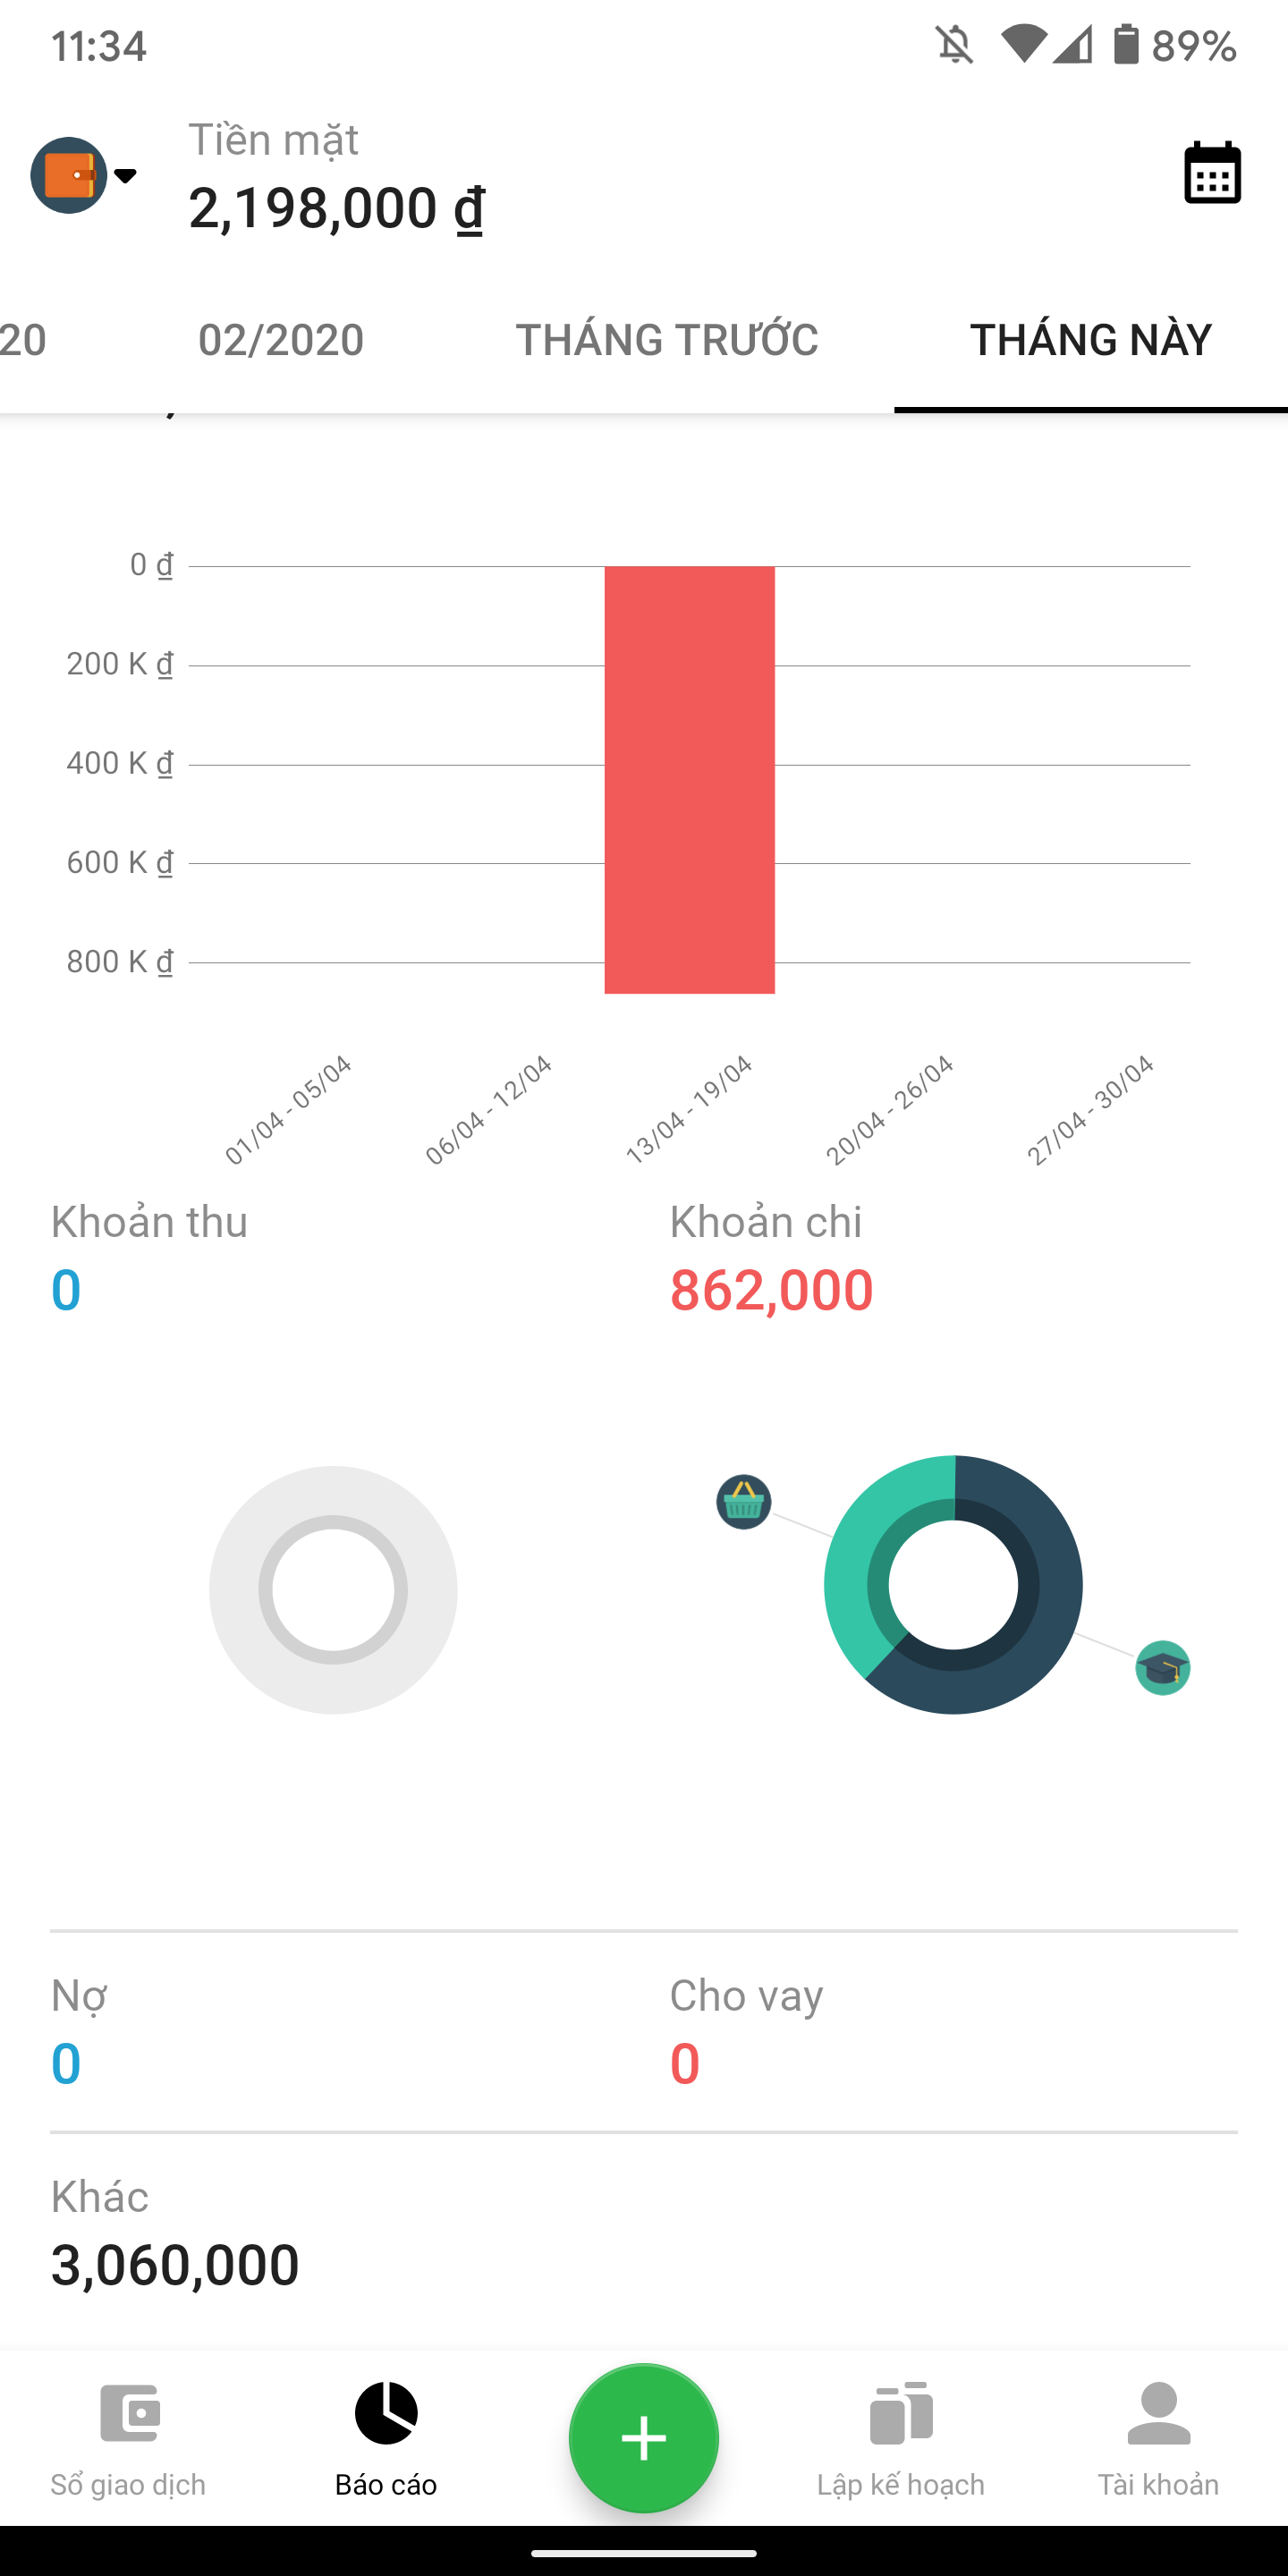 11:34
89%
Tiền mặt
2,198,000 ₫
20
02/2020
THÁNG TRƯỚC
THÁNG NÀY
0 ₫
200 K ₫
400 K ₫
600 K ₫
800 K ₫
01/04 - 05/04
06/04 - 12/04
13/04 - 19/04
20/04 - 26/04
27/04 - 30/04
Khoản thu
Khoản chi
0
862,000
Nợ
Cho vay
0
0
Khác
3,060,000
Sổ giao dịch
Báo cáo
Lập kế hoạch
Tài khoản